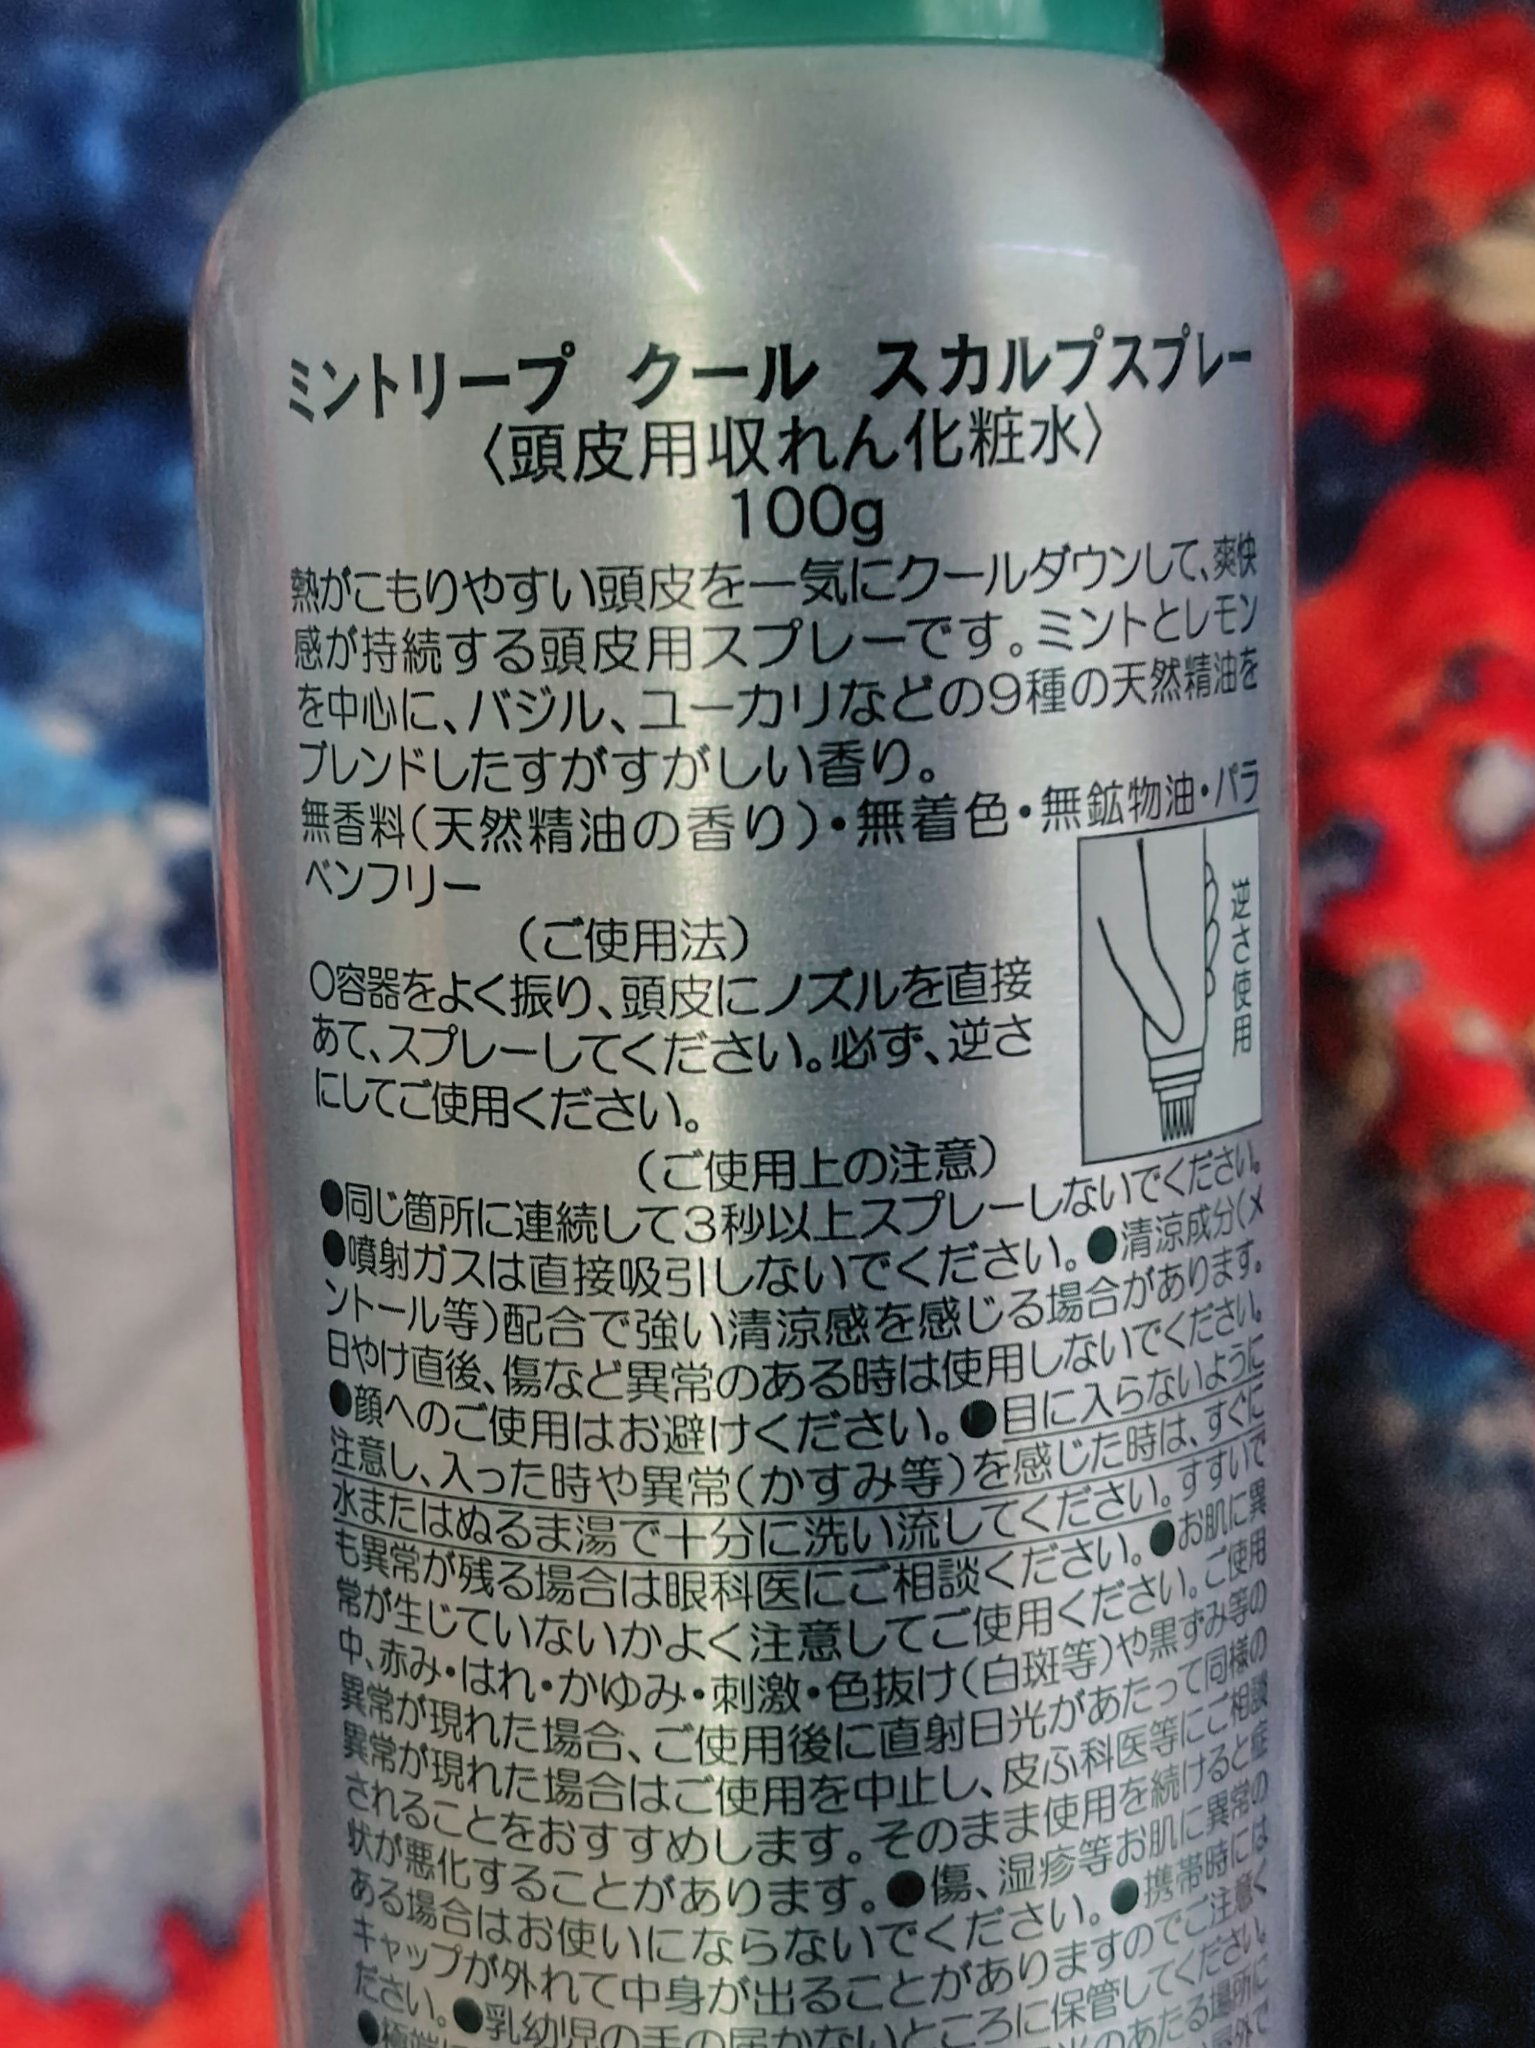 ミントリーブ クール スカルプスプレー
〈頭皮用収れん化粧水〉
100g
熱がこもりやすい頭皮を一気にクールダウンして、爽快
感が持続する頭皮用スプレーです。ミントとレモン
を中心に、バジル、ユーカリなどの9種の天然精油を
ブレンドしたすがすがしい香り。
無香料(天然精油の香り)・無着色・無鉱物油・パラ
ベンフリー
(ご使用法)
○容器をよく振り、頭皮にノズルを直接
あて、スプレーしてください。必ず、逆さ
にしてご使用ください。
逆さ使用
(ご使用上の注意)
●同じ箇所に連続して3秒以上スプレーしないでください。
●噴射ガスは直接吸引しないでください。●清涼成分(メ
ントール等)配合で強い清涼感を感じる場合があります。
日やけ直後、傷など異常のある時は使用しないでください。
●顔へのご使用はお避けください。●目に入らないように
注意し、入った時や異常(かすみ等)を感じた時は、すぐに
水またはぬるま湯で十分に洗い流してください。すすいで
も異常が残る場合は眼科医にご相談ください。●お肌に異
常が生じていないかよく注意してご使用ください。ご使用
中、赤み・はれ・かゆみ・刺激・色抜け(白斑等)や黒ずみ等の
異常が現れた場合、ご使用後に直射日光があたって同様の
異常が現れた場合はご使用を中止し、皮ふ科医等にご相談
されることをおすすめします。そのまま使用を続けると症
状が悪化することがあります。●傷、湿疹等お肌に異常の
ある場合はお使いにならないでください。●携帯時には
キャップが外れて中身が出ることがありますのでご注意く
ださい。●乳幼児の手の届かないところに保管してください。
●極端に のあたる場所に